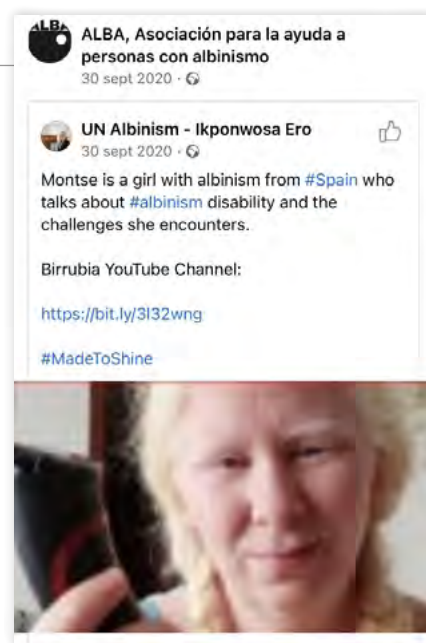 ALBA
ALBA, Asociación para la ayuda a
personas con albinismo
30 sept 2020 ·
UN Albinism - Ikponwosa Ero
30 sept 2020 ·
Montse is a girl with albinism from #Spain who
talks about #albinism disability and the
challenges she encounters.
Birrubia YouTube Channel:
https://bit.ly/3l32wng
#MadeToShine